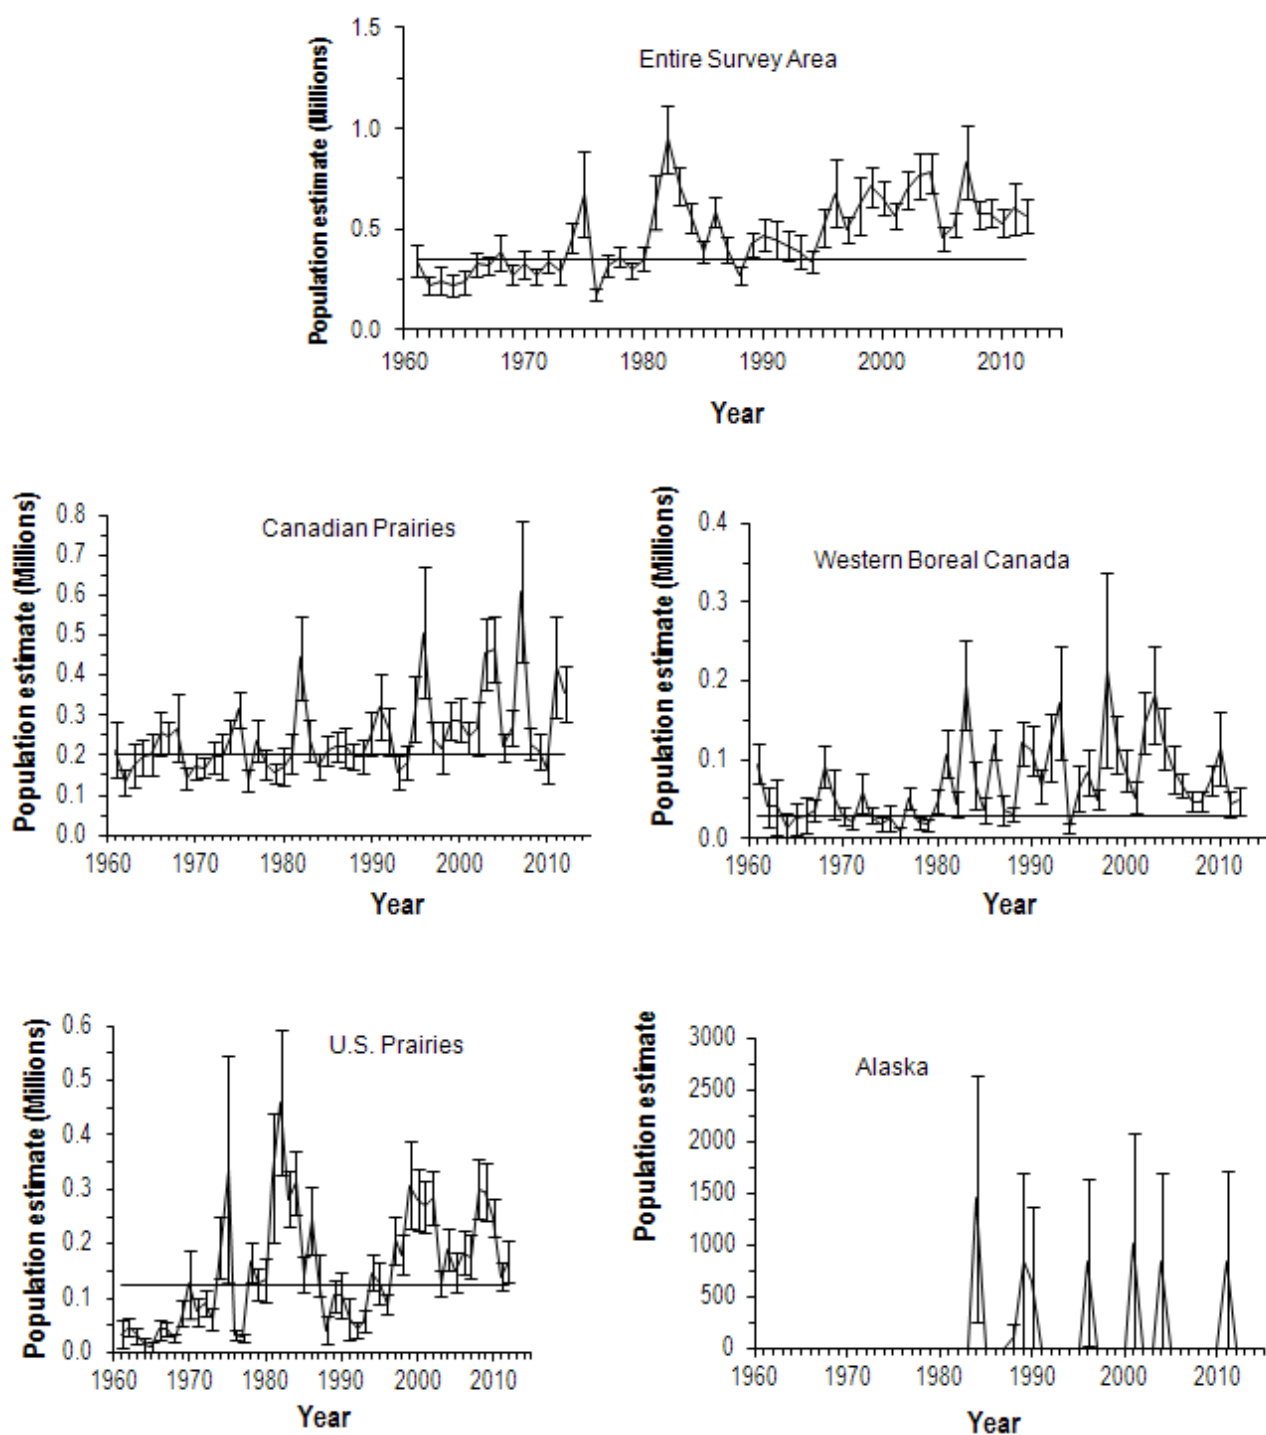 Population estimate (Millions)
1.5
1.0
0.5
0.0
Entire Survey Area
1960 1970 1980 1990 2000 2010
Year
Population estimate (Millions)
0.8
0.7
0.6
0.5
0.4
0.3
0.2
0.1
0.0
Canadian Prairies
1960 1970 1980 1990 2000 2010
Year
Population estimate (Millions)
0.4
0.3
0.2
0.1
0.0
Western Boreal Canada
1960 1970 1980 1990 2000 2010
Year
Population estimate (Millions)
0.6
0.5
0.4
0.3
0.2
0.1
0.0
U.S. Prairies
1960 1970 1980 1990 2000 2010
Year
Population estimate
3000
2500
2000
1500
1000
500
0
Alaska
1960 1970 1980 1990 2000 2010
Year